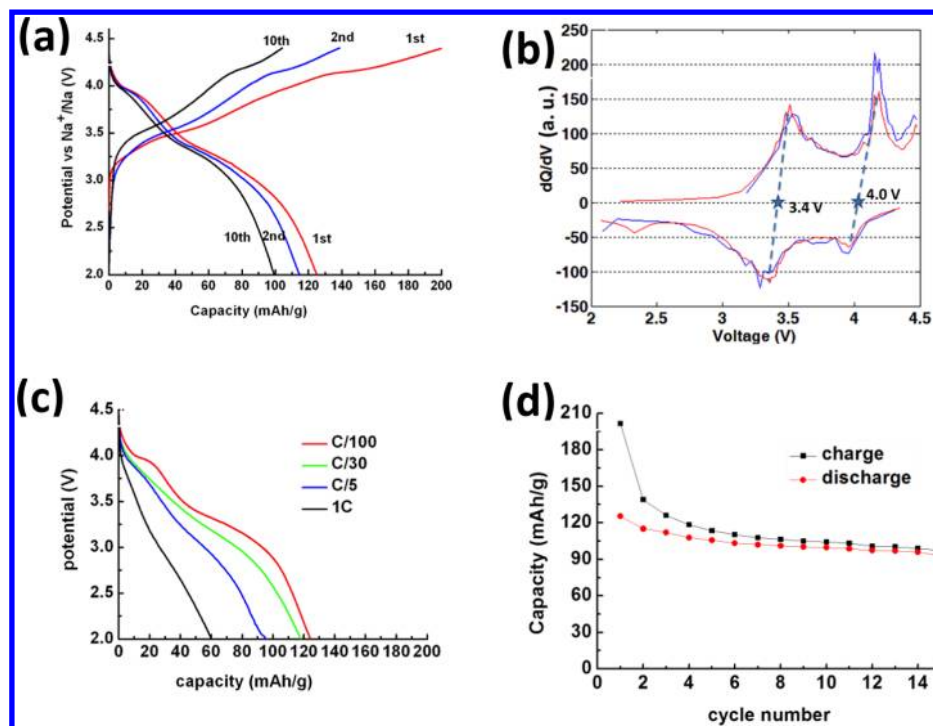 (a)
4.5
4.0
3.5
3.0
2.5
2.0
Potential vs Na+/Na (V)
10th
2nd
1st
10th
2nd
1st
0 20 40 60 80 100 120 140 160 180 200
Capacity (mAh/g)
(b)
200
150
100
50
0
-50
-100
-150
dQ/dV (a. u.)
3.4 V
4.0 V
2 2.5 3 3.5 4 4.5
Voltage (V)
(c)
4.5
4.0
3.5
3.0
2.5
2.0
potential (V)
C/100
C/30
C/5
1C
0 20 40 60 80 100 120 140 160 180 200
capacity (mAh/g)
(d)
210
180
150
120
90
60
30
0
Capacity (mAh/g)
charge
discharge
0 2 4 6 8 10 12 14
cycle number